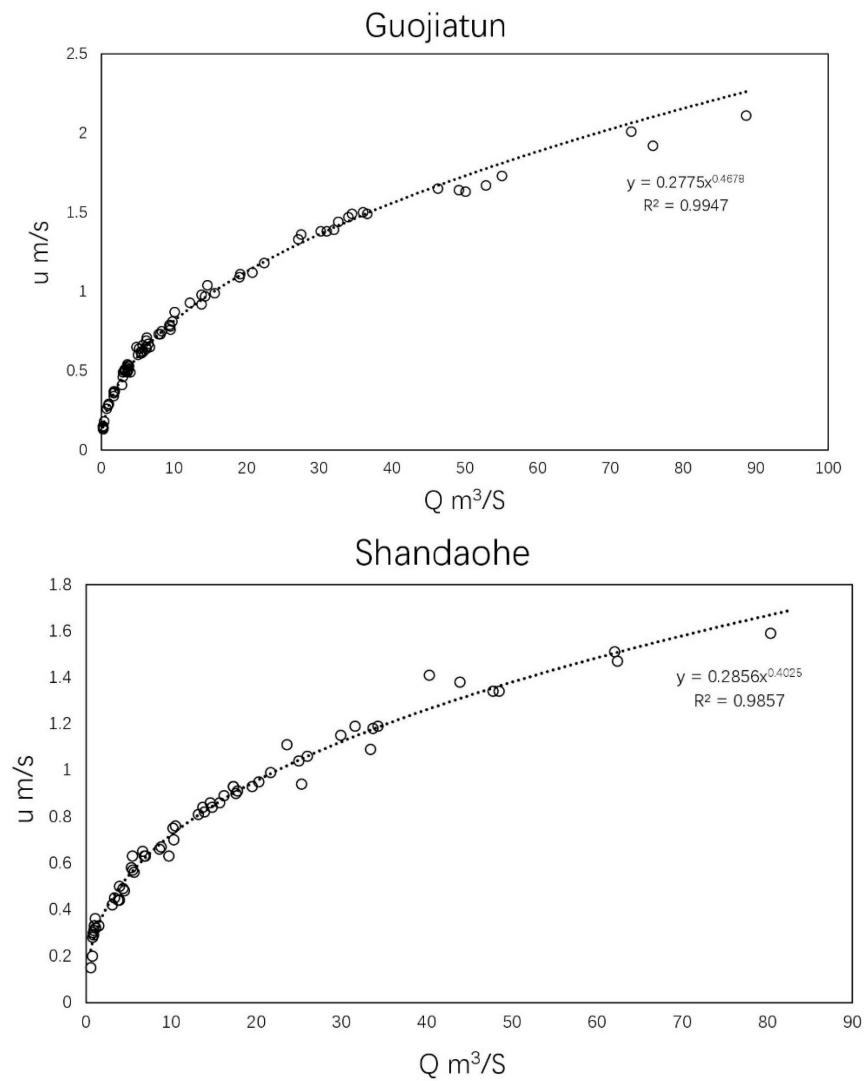 Guojiatun
2.5
2
1.5
1
0.5
0
u m/s
y = 0.2775x^0.4678
R² = 0.9947
0 10 20 30 40 50 60 70 80 90 100
Q m³/S
Shandaohe
1.8
1.6
1.4
1.2
1
0.8
0.6
0.4
0.2
0
u m/s
y = 0.2856x^0.4025
R² = 0.9857
0 10 20 30 40 50 60 70 80 90
Q m³/S